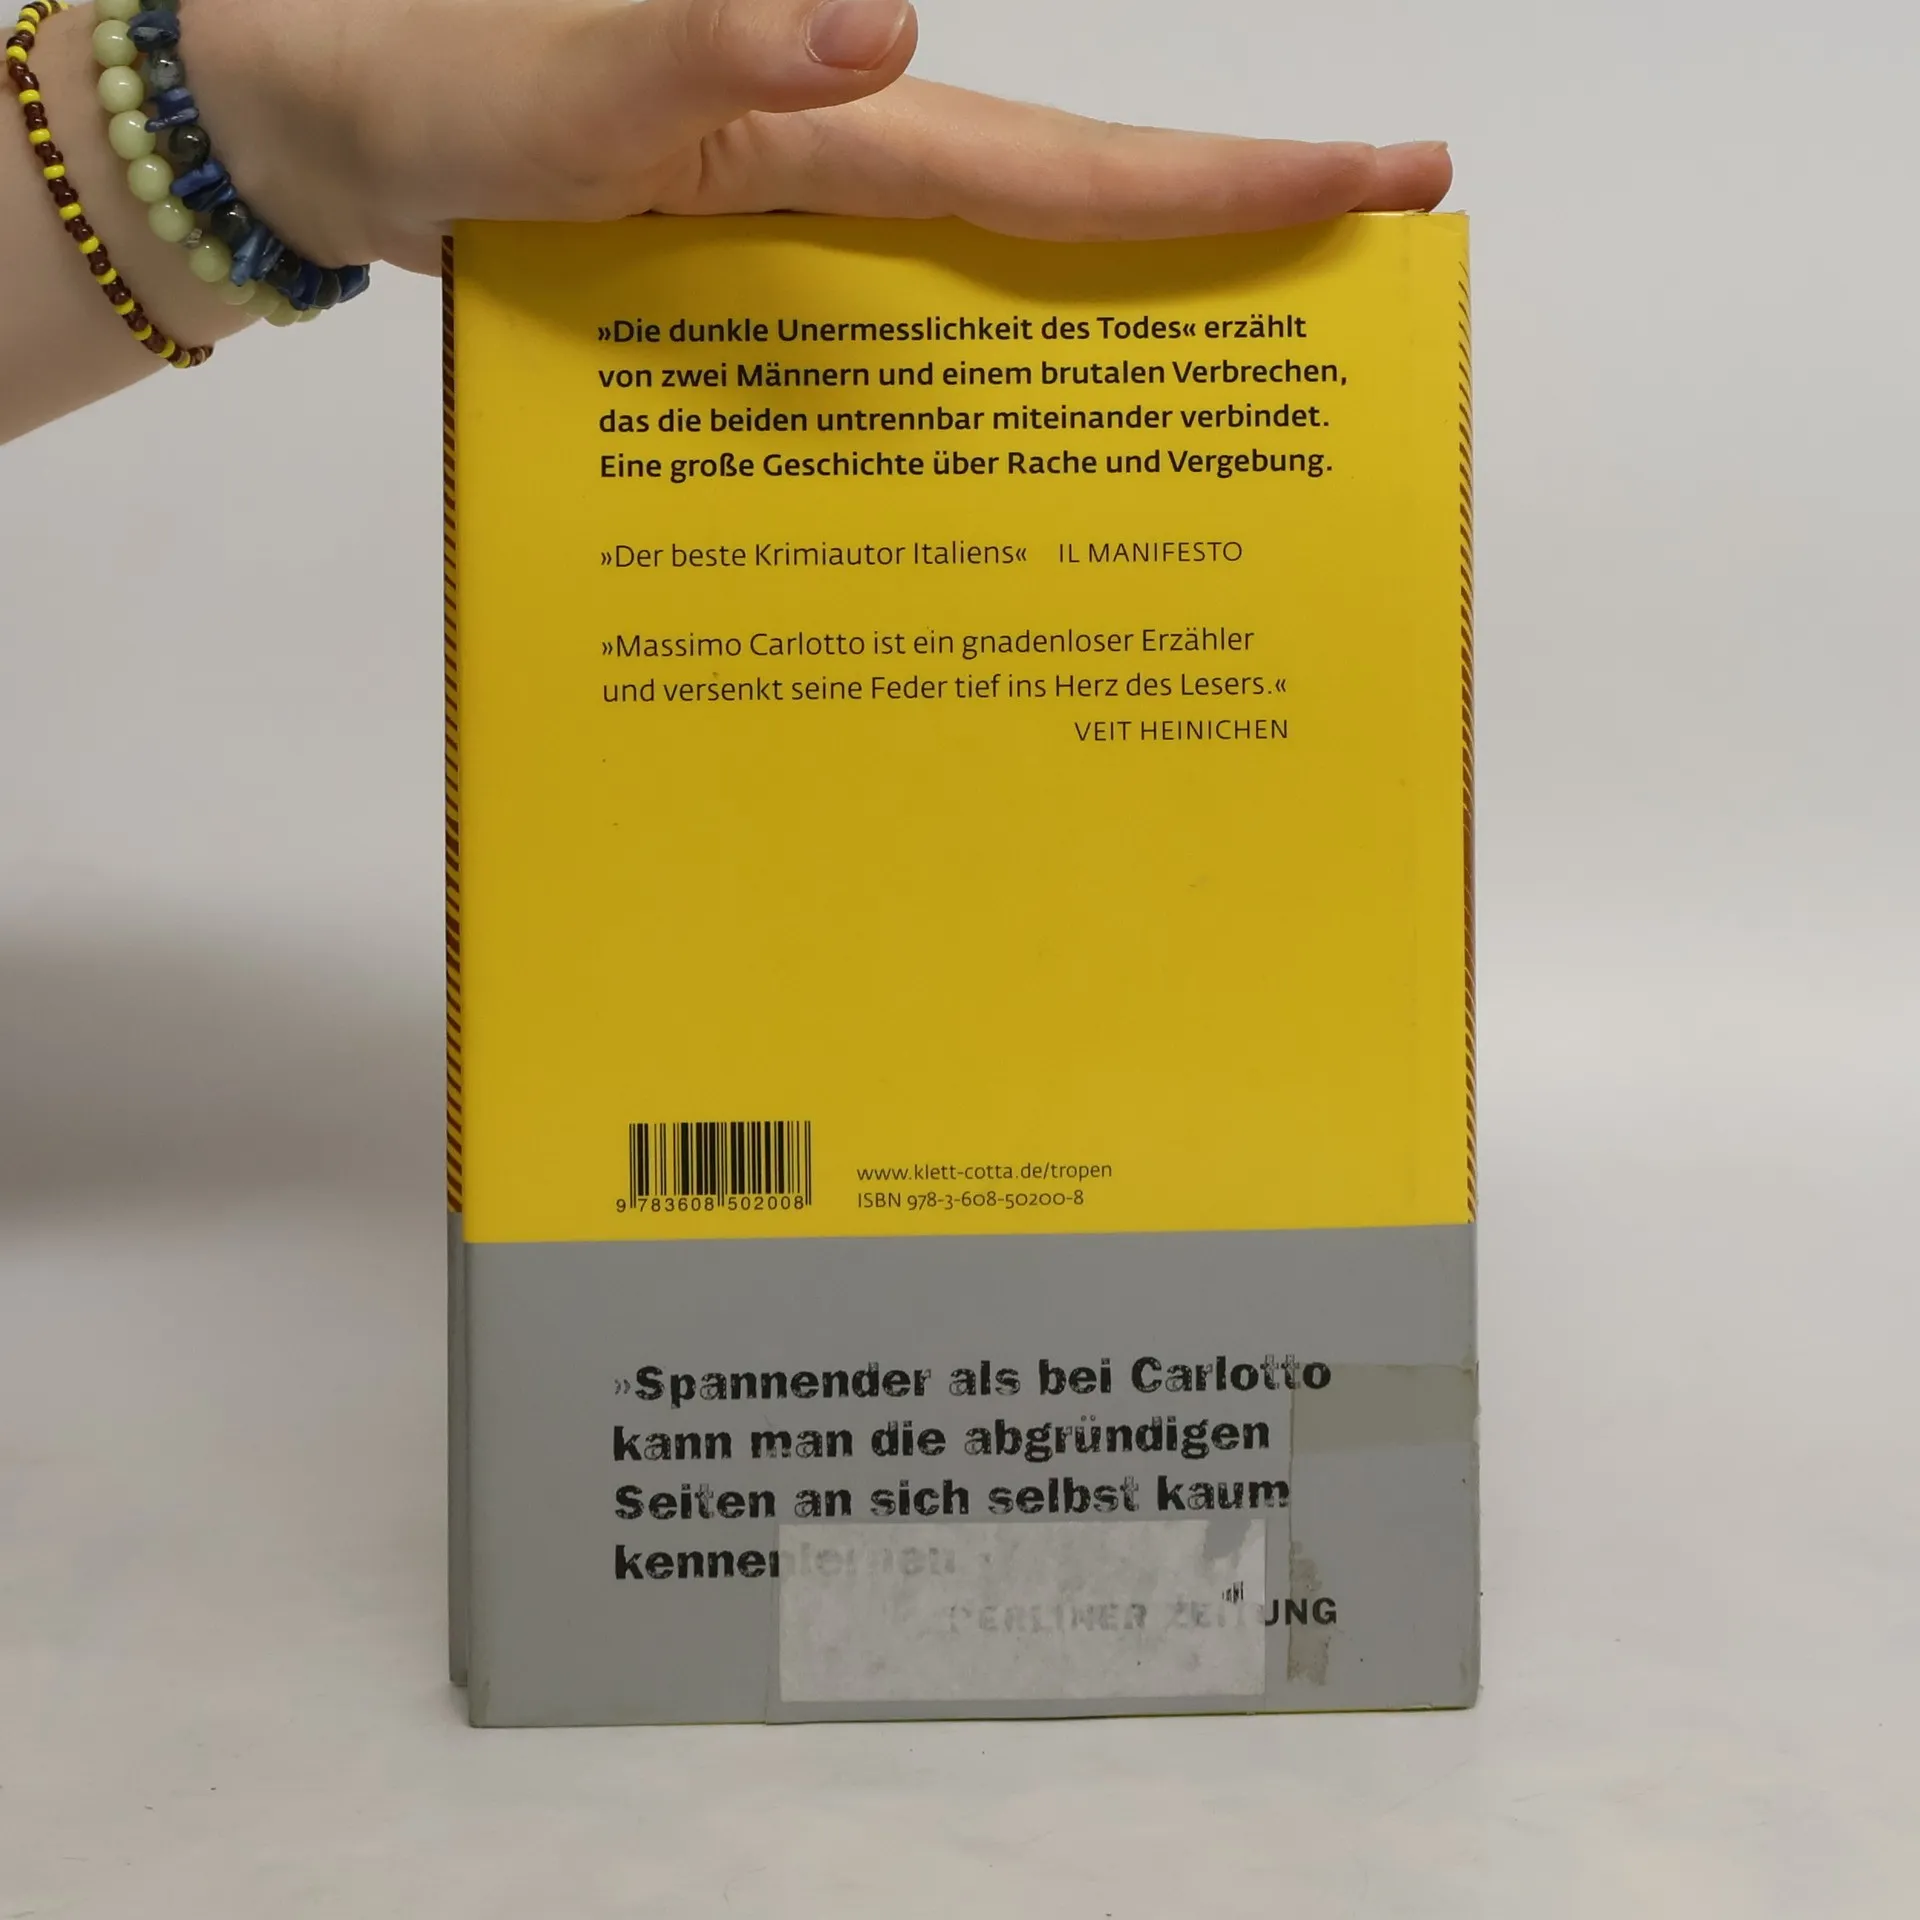 »Die dunkle Unermesslichkeit des Todes« erzählt
von zwei Männern und einem brutalen Verbrechen,
das die beiden untrennbar miteinander verbindet.
Eine große Geschichte über Rache und Vergebung.
»Der beste Krimiautor Italiens« IL MANIFESTO
»Massimo Carlotto ist ein gnadenloser Erzähler
und versenkt seine Feder tief ins Herz des Lesers.«
VEIT HEINICHEN
www.klett-cotta.de/tropen
9 783608 502008
ISBN 978-3-608-50200-8
»Spannender als bei Carlotto
kann man die abgründigen
Seiten an sich selbst kaum
kennenlernen
BERLINER ZEITUNG